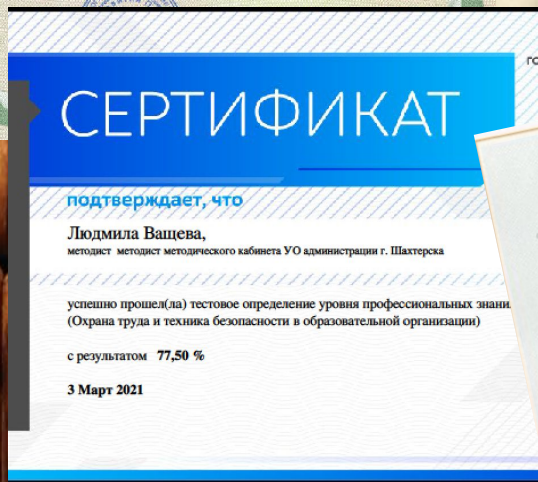 СЕРТИФИКАТ
подтверждает, что
Людмила Ващева,
методист методист методического кабинета УО администрации г. Шахтерска
успешно прошел(ла) тестовое определение уровня профессиональных
(Охрана труда и техника безопасности в образовательной организации)
с результатом 77,50 %
3 Март 2021